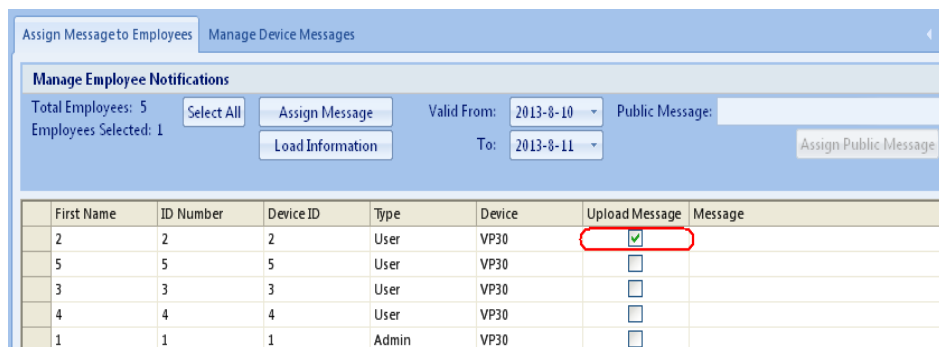 Assign Message to Employees Manage Device Messages
Manage Employee Notifications
Total Employees: 5 Select All Assign Message Valid From: 2013-8-10 Public Message:
Employees Selected: 1 Load Information To: 2013-8-11 Assign Public Message
First Name ID Number Device ID Type Device Upload Message Message
2 2 2 User VP30
5 5 5 User VP30
3 3 3 User VP30
4 4 4 User VP30
1 1 1 Admin VP30